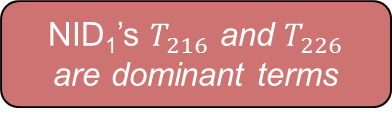 NID₁'s T₂₁₆ and T₂₂₆
are dominant terms